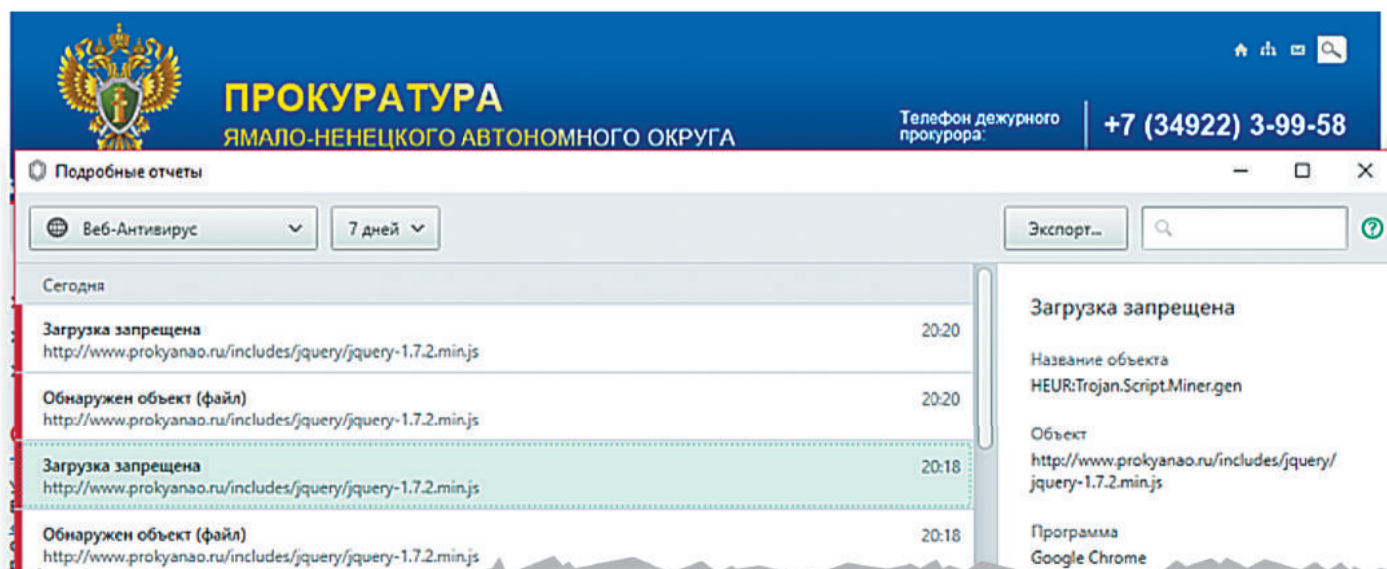 ПРОКУРАТУРА
ЯМАЛО-НЕНЕЦКОГО АВТОНОМНОГО ОКРУГА
Телефон дежурного
прокурора:
+7 (34922) 3-99-58
Подробные отчеты
Веб-Антивирус
7 дней
Экспорт...
Сегодня
Загрузка запрещена
20:20
http://www.prokyanao.ru/includes/jquery/jquery-1.7.2.min.js
Обнаружен объект (файл)
20:20
http://www.prokyanao.ru/includes/jquery/jquery-1.7.2.min.js
Загрузка запрещена
20:18
http://www.prokyanao.ru/includes/jquery/jquery-1.7.2.min.js
Обнаружен объект (файл)
20:18
http://www.prokyanao.ru/includes/jquery/jquery-1.7.2.min.js
Загрузка запрещена
Название объекта
HEUR:Trojan.Script.Miner.gen
Объект
http://www.prokyanao.ru/includes/jquery/
jquery-1.7.2.min.js
Программа
Google Chrome